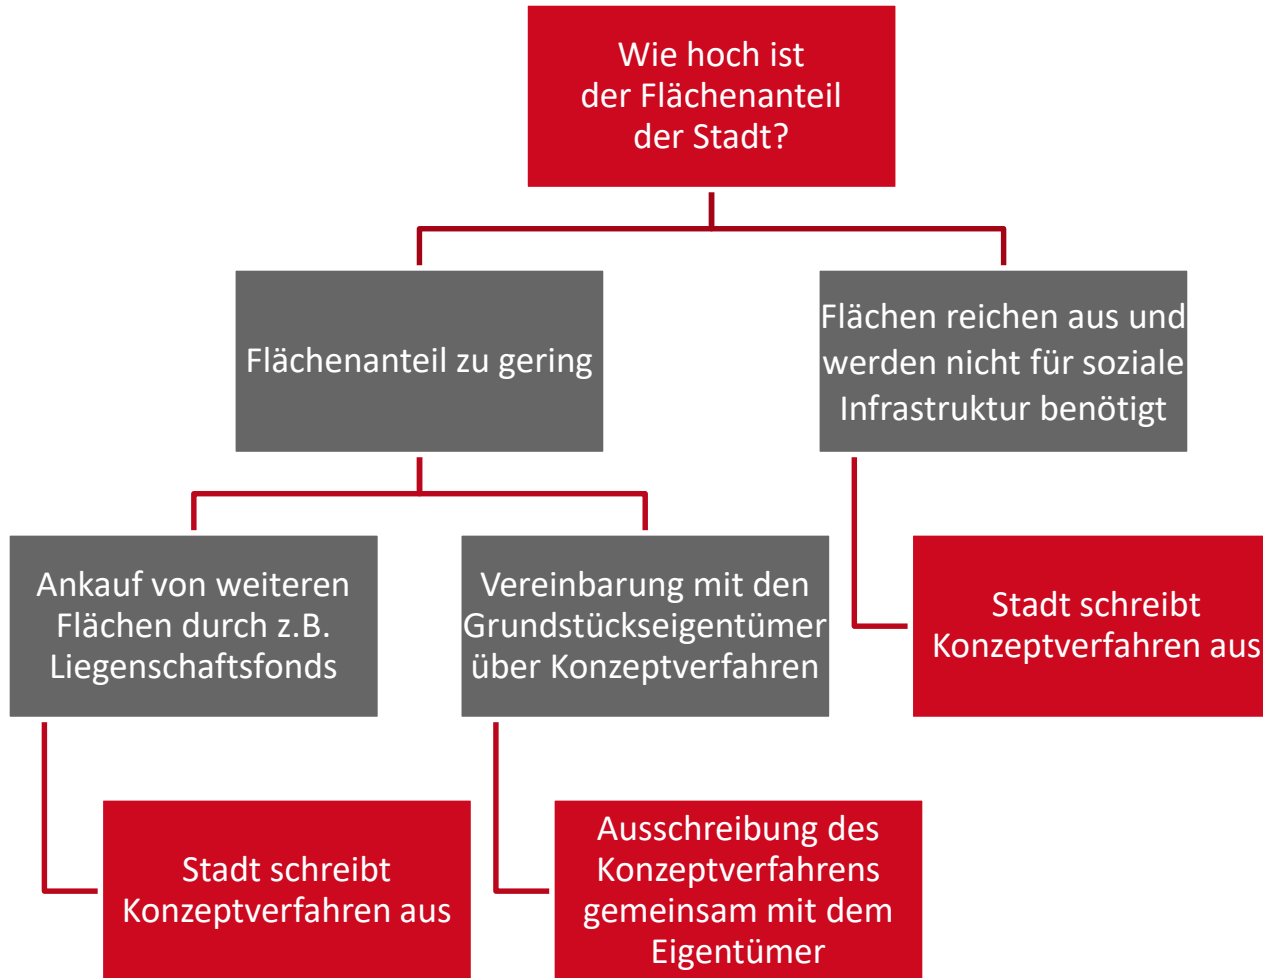 Wie hoch ist
der Flächenanteil
der Stadt?
Flächenanteil zu gering
Flächen reichen aus und
werden nicht für soziale
Infrastruktur benötigt
Ankauf von weiteren
Flächen durch z.B.
Liegenschaftsfonds
Vereinbarung mit den
Grundstückseigentümer
über Konzeptverfahren
Stadt schreibt
Konzeptverfahren aus
Stadt schreibt
Konzeptverfahren aus
Ausschreibung des
Konzeptverfahrens
gemeinsam mit dem
Eigentümer